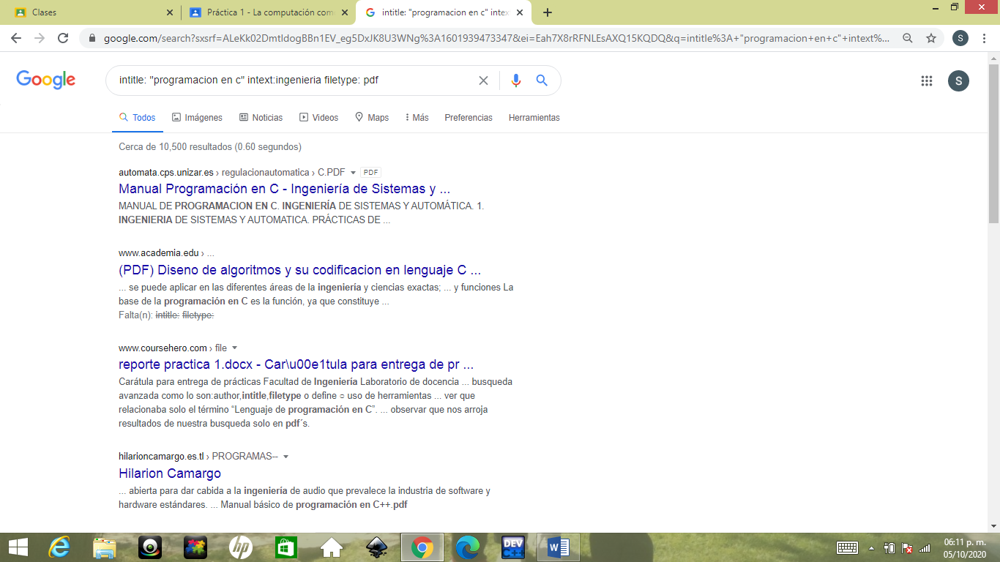 Clases
Práctica 1 - La computación com
intitle: "programacion en c" intex
google.com/search?sxsrf=ALeKk02DmtldogBBn1EV_eg5DxJK8U3WNg%3A1601939473347&ei=Eah7X8rRFNLEsAXQ15KQDQ&q=intitle%3A+"programacion+en+c"+intext%...
S
Google
intitle: "programacion en c" intext:ingenieria filetype: pdf
S
Todos Imágenes Noticias Videos Maps Más Preferencias Herramientas
Cerca de 10,500 resultados (0.60 segundos)
automata.cps.unizar.es › regulacionautomatica › C.PDF PDF
Manual Programación en C - Ingeniería de Sistemas y ...
MANUAL DE PROGRAMACION EN C. INGENIERÍA DE SISTEMAS Y AUTOMÁTICA. 1.
INGENIERIA DE SISTEMAS Y AUTOMATICA. PRÁCTICAS DE ...
www.academia.edu › ...
(PDF) Diseno de algoritmos y su codificacion en lenguaje C ...
... se puede aplicar en las diferentes áreas de la ingeniería y ciencias exactas; ... y funciones La
base de la programación en C es la función, ya que constituye ...
Falta(n): intitle: filetype:
www.coursehero.com › file
reporte practica 1.docx - Car\u00e1tula para entrega de pr ...
Carátula para entrega de prácticas Facultad de Ingeniería Laboratorio de docencia ... busqueda
avanzada como lo son:author,intitle,filetype o define ○ uso de herramientas ... ver que
relacionaba solo el término “Lenguaje de programación en C”. ... observar que nos arroja
resultados de nuestra busqueda solo en pdf´s.
hilarioncamargo.es.tl › PROGRAMAS--
Hilarion Camargo
... abierta para dar cabida a la ingeniería de audio que prevalece la industria de software y
hardware estándares. ... Manual básico de programación en C++.pdf
hp
DEV
C++
W
06:11 p. m.
05/10/2020